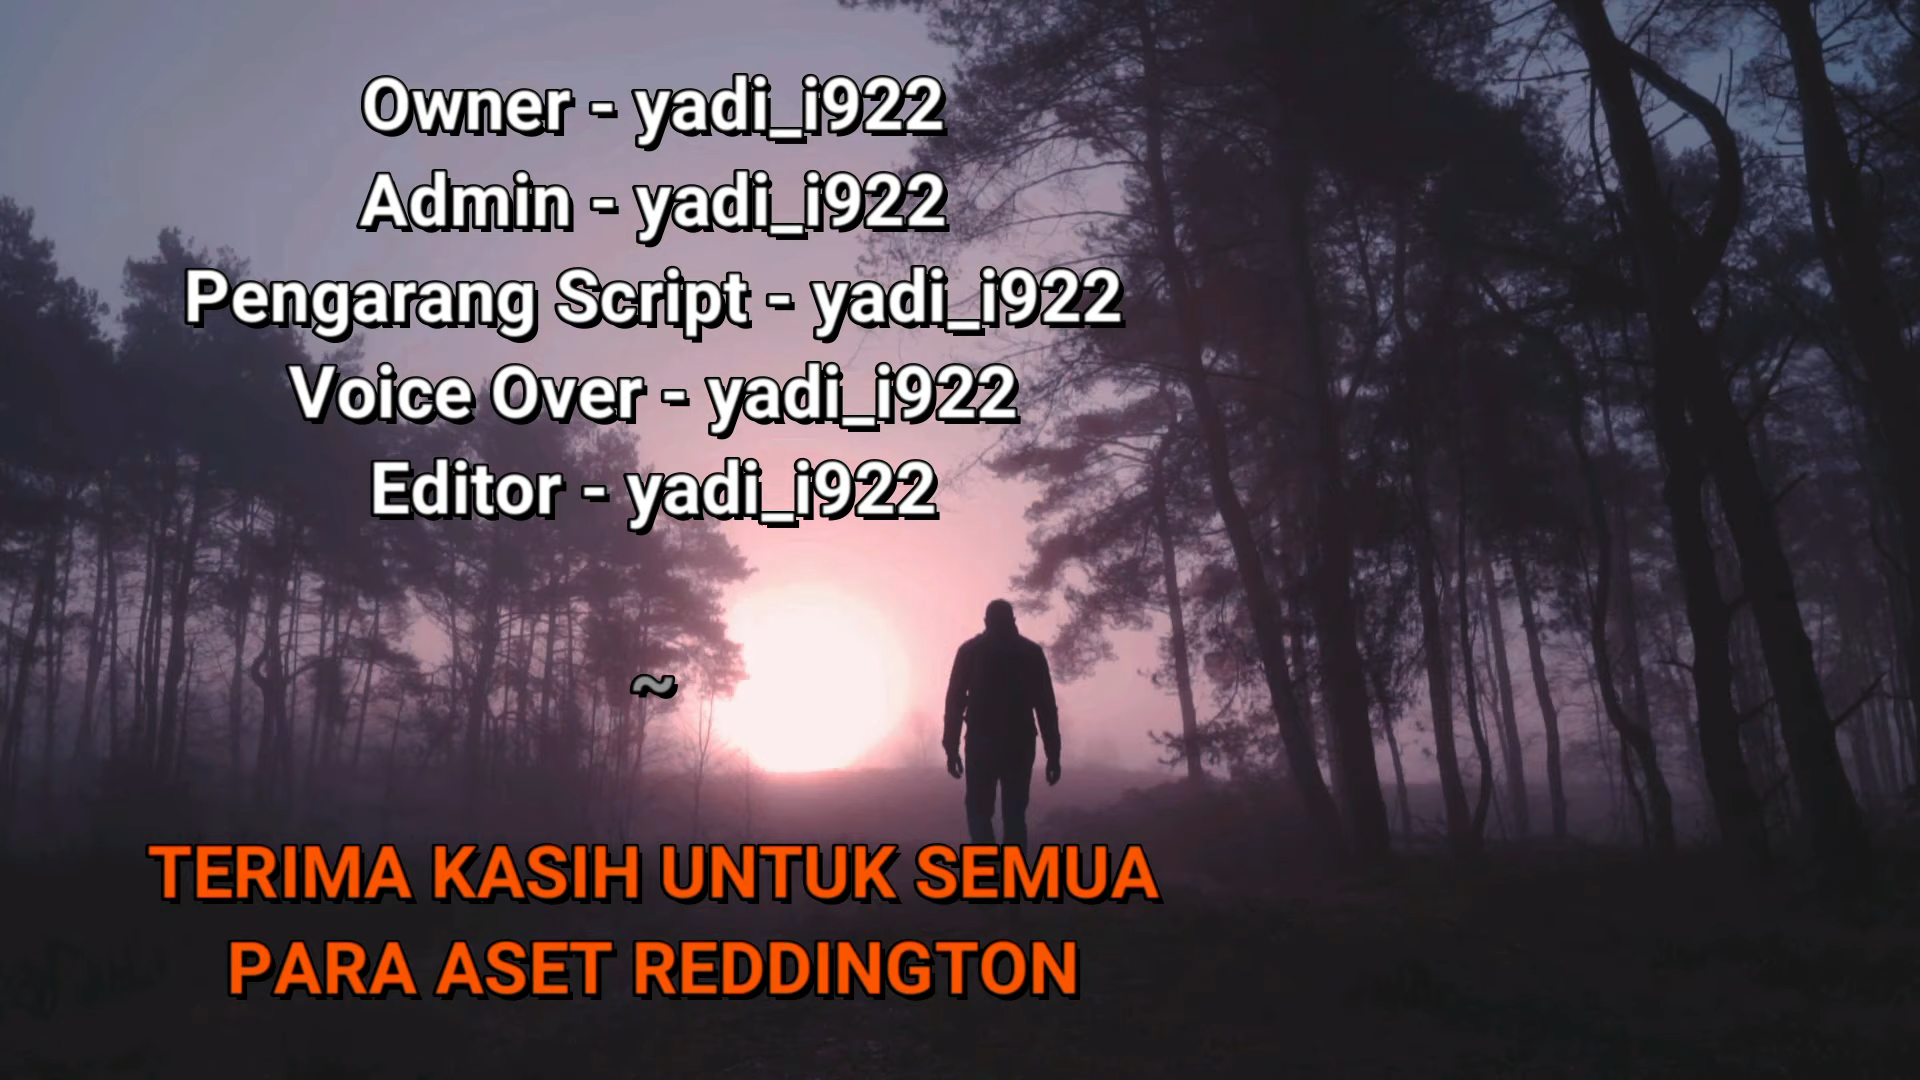 Owner - yadi_i922
Admin - yadi_i922
Pengarang Script - yadi_i922
Voice Over - yadi_i922
Editor - yadi_i922
~
TERIMA KASIH UNTUK SEMUA
PARA ASET REDDINGTON